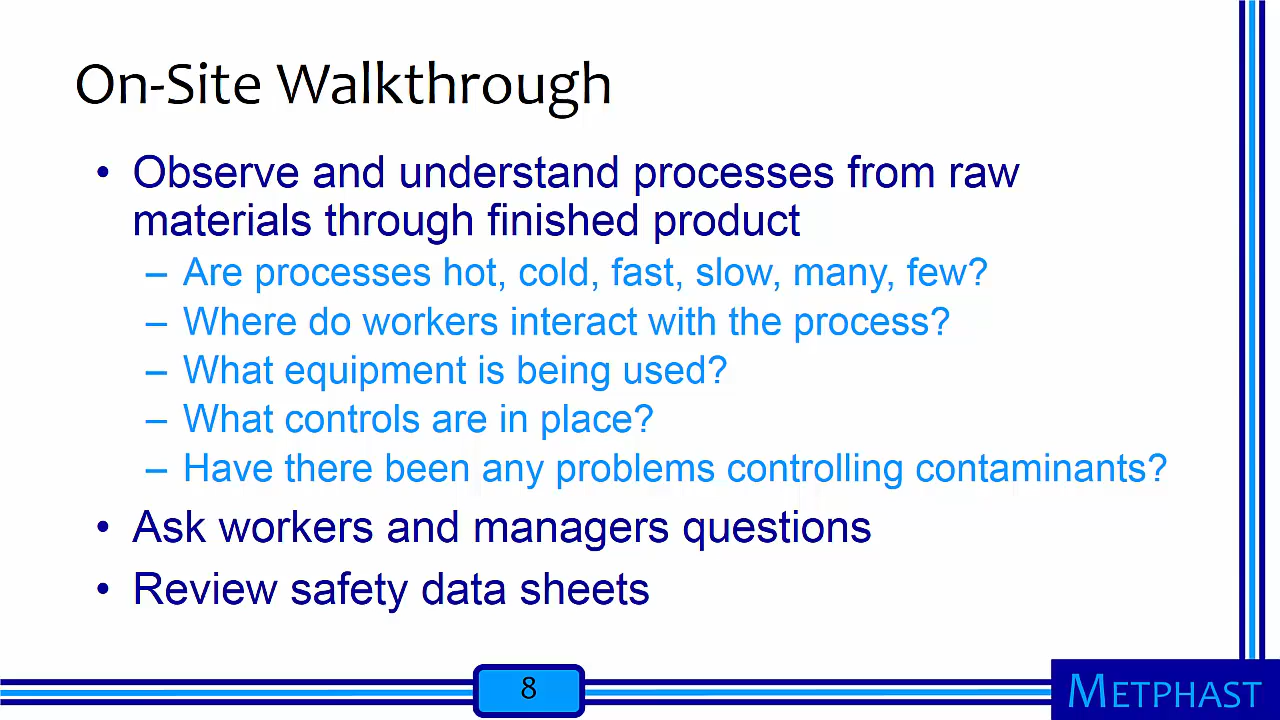 On-Site Walkthrough
• Observe and understand processes from raw
materials through finished product
– Are processes hot, cold, fast, slow, many, few?
– Where do workers interact with the process?
– What equipment is being used?
– What controls are in place?
– Have there been any problems controlling contaminants?
• Ask workers and managers questions
• Review safety data sheets
8
METPHAST